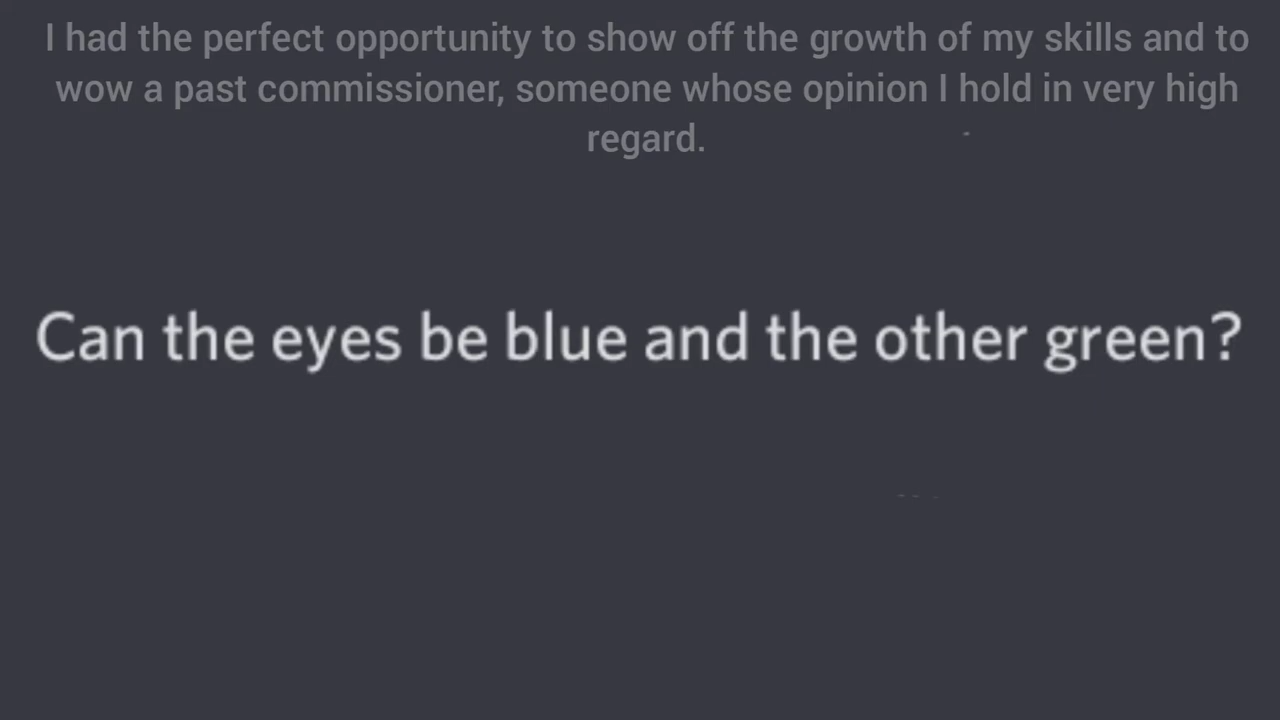 I had the perfect opportunity to show off the growth of my skills and to
wow a past commissioner, someone whose opinion I hold in very high
regard.
Can the eyes be blue and the other green?